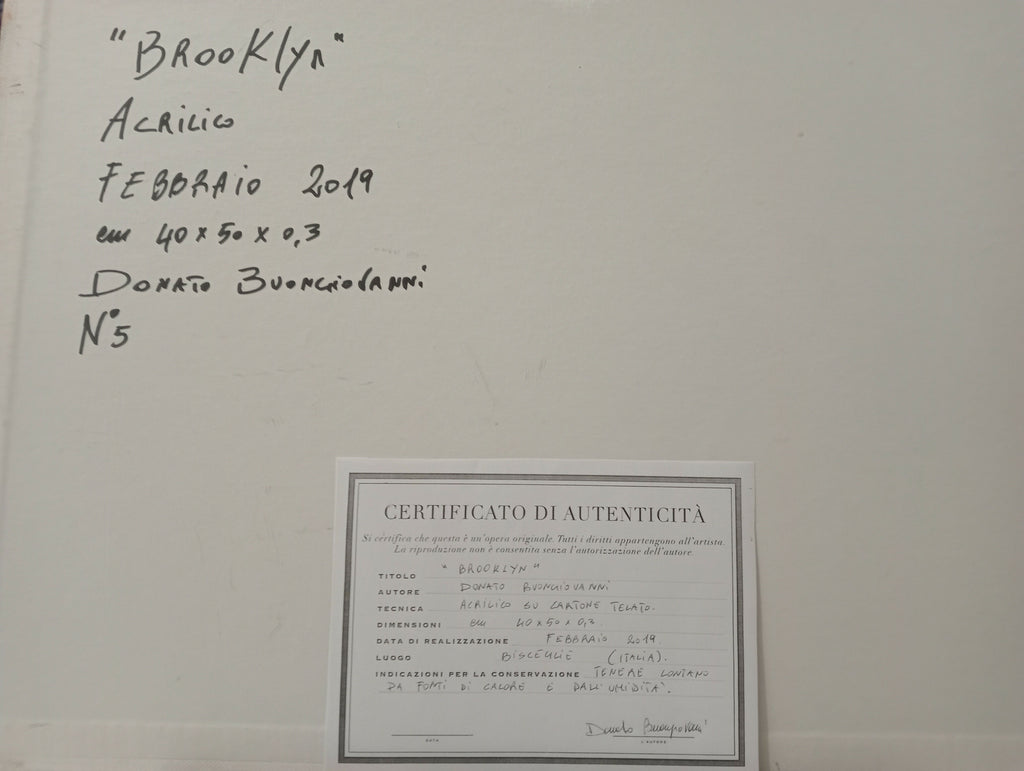 "BROOKlyn"
ACRILICO
FEBBRAIO 2019
cm 40 x 50 x 0,3
DONATO BUONGIOVANNI
N°5
CERTIFICATO DI AUTENTICITÀ
Si certifica che questa è un'opera originale. Tutti i diritti appartengono all'artista.
La riproduzione non è consentita senza l'autorizzazione dell'autore.
TITOLO "BROOKLYN"
AUTORE DONATO BUONGIOVANNI
TECNICA ACRILICO SU CARTONE TELATO.
DIMENSIONI cm 40 x 50 x 0,3
DATA DI REALIZZAZIONE FEBBRAIO 2019
LUOGO BISCEGLIE (ITALIA).
INDICAZIONI PER LA CONSERVAZIONE TENERE LONTANO
DA FONTI DI CALORE E DALL'UMIDITA'.
Donato Buongiovanni
DATA L'AUTORE